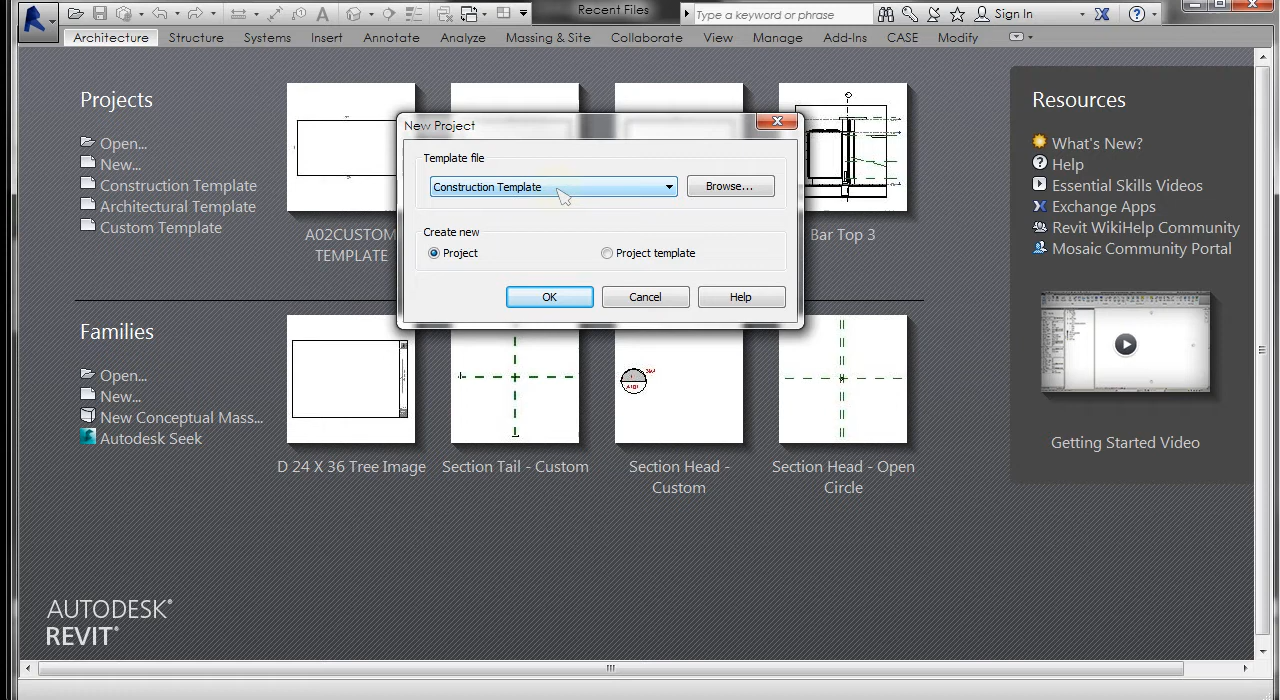 Recent Files
Type a keyword or phrase
Sign In
Architecture
Structure
Systems
Insert
Annotate
Analyze
Massing & Site
Collaborate
View
Manage
Add-Ins
CASE
Modify
Projects
Open...
New...
Construction Template
Architectural Template
Custom Template
A02CUSTOM
TEMPLATE
Bar Top 3
New Project
Template file
Construction Template
Browse...
Create new
Project
Project template
OK
Cancel
Help
Families
Open...
New...
New Conceptual Mass...
Autodesk Seek
D 24 X 36 Tree Image
Section Tail - Custom
Section Head -
Custom
Section Head - Open
Circle
Resources
What's New?
Help
Essential Skills Videos
Exchange Apps
Revit WikiHelp Community
Mosaic Community Portal
Getting Started Video
AUTODESK®
REVIT®